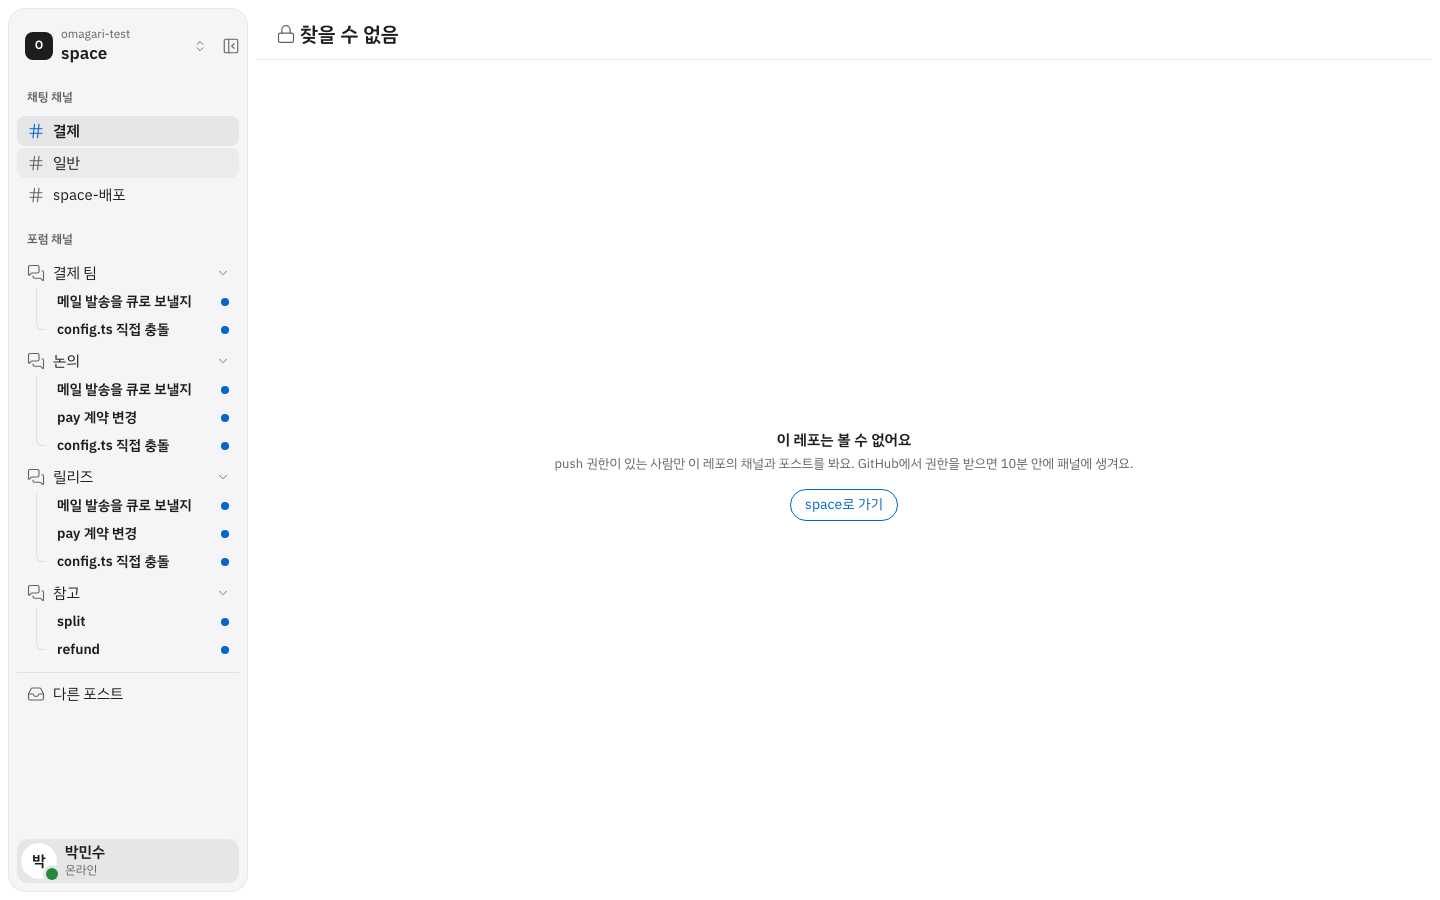 O
omagari-test
space
채팅 채널
결제
일반
space-배포
포럼 채널
결제 팀
메일 발송을 큐로 보낼지
config.ts 직접 충돌
논의
메일 발송을 큐로 보낼지
pay 계약 변경
config.ts 직접 충돌
릴리즈
메일 발송을 큐로 보낼지
pay 계약 변경
config.ts 직접 충돌
참고
split
refund
다른 포스트
박
박민수
온라인
찾을 수 없음
이 레포는 볼 수 없어요
push 권한이 있는 사람만 이 레포의 채널과 포스트를 봐요. GitHub에서 권한을 받으면 10분 안에 패널에 생겨요.
space로 가기